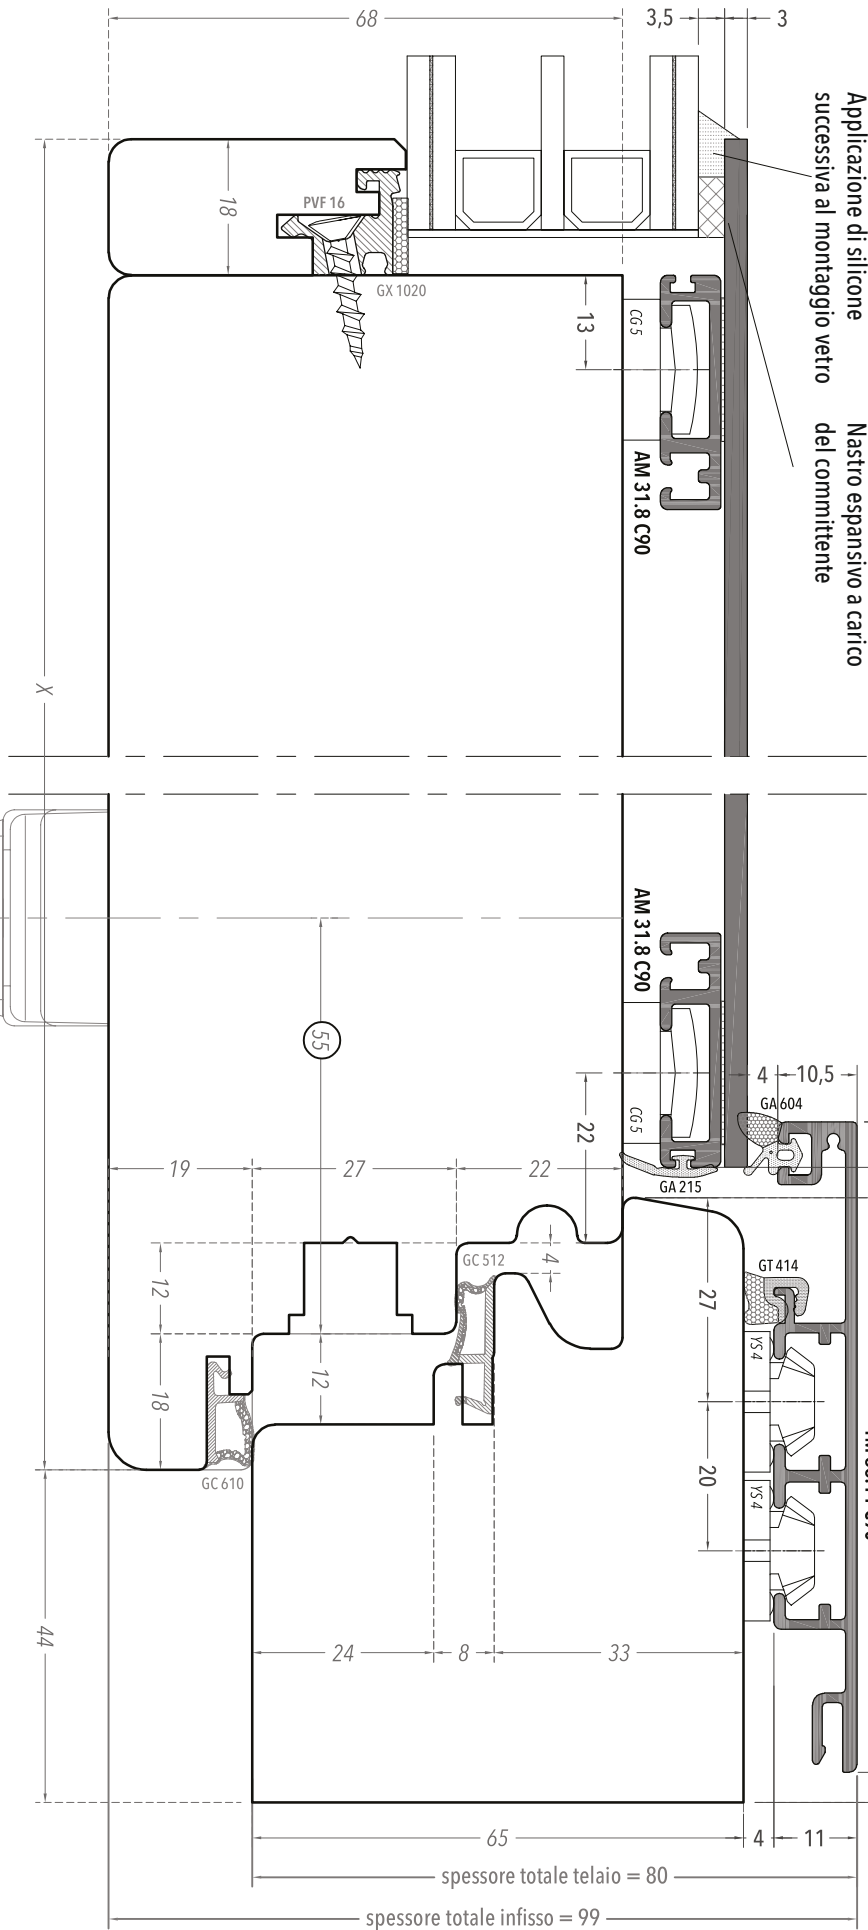 68
3,5
3
Applicazione di silicone
successiva al montaggio vetro
Nastro espansivo a carico
del committente
18
PVF 16
GX 1020
13
CG 5
AM 31.8 C90
X
AM 31.8 C90
55
4
10,5
GA 604
22
CG 5
GA 215
19
27
22
GC 512
4
GT 414
12
27
YS 4
12
18
20
YS 4
GC 610
44
24
8
33
65
4
11
spessore totale telaio = 80
spessore totale infisso = 99